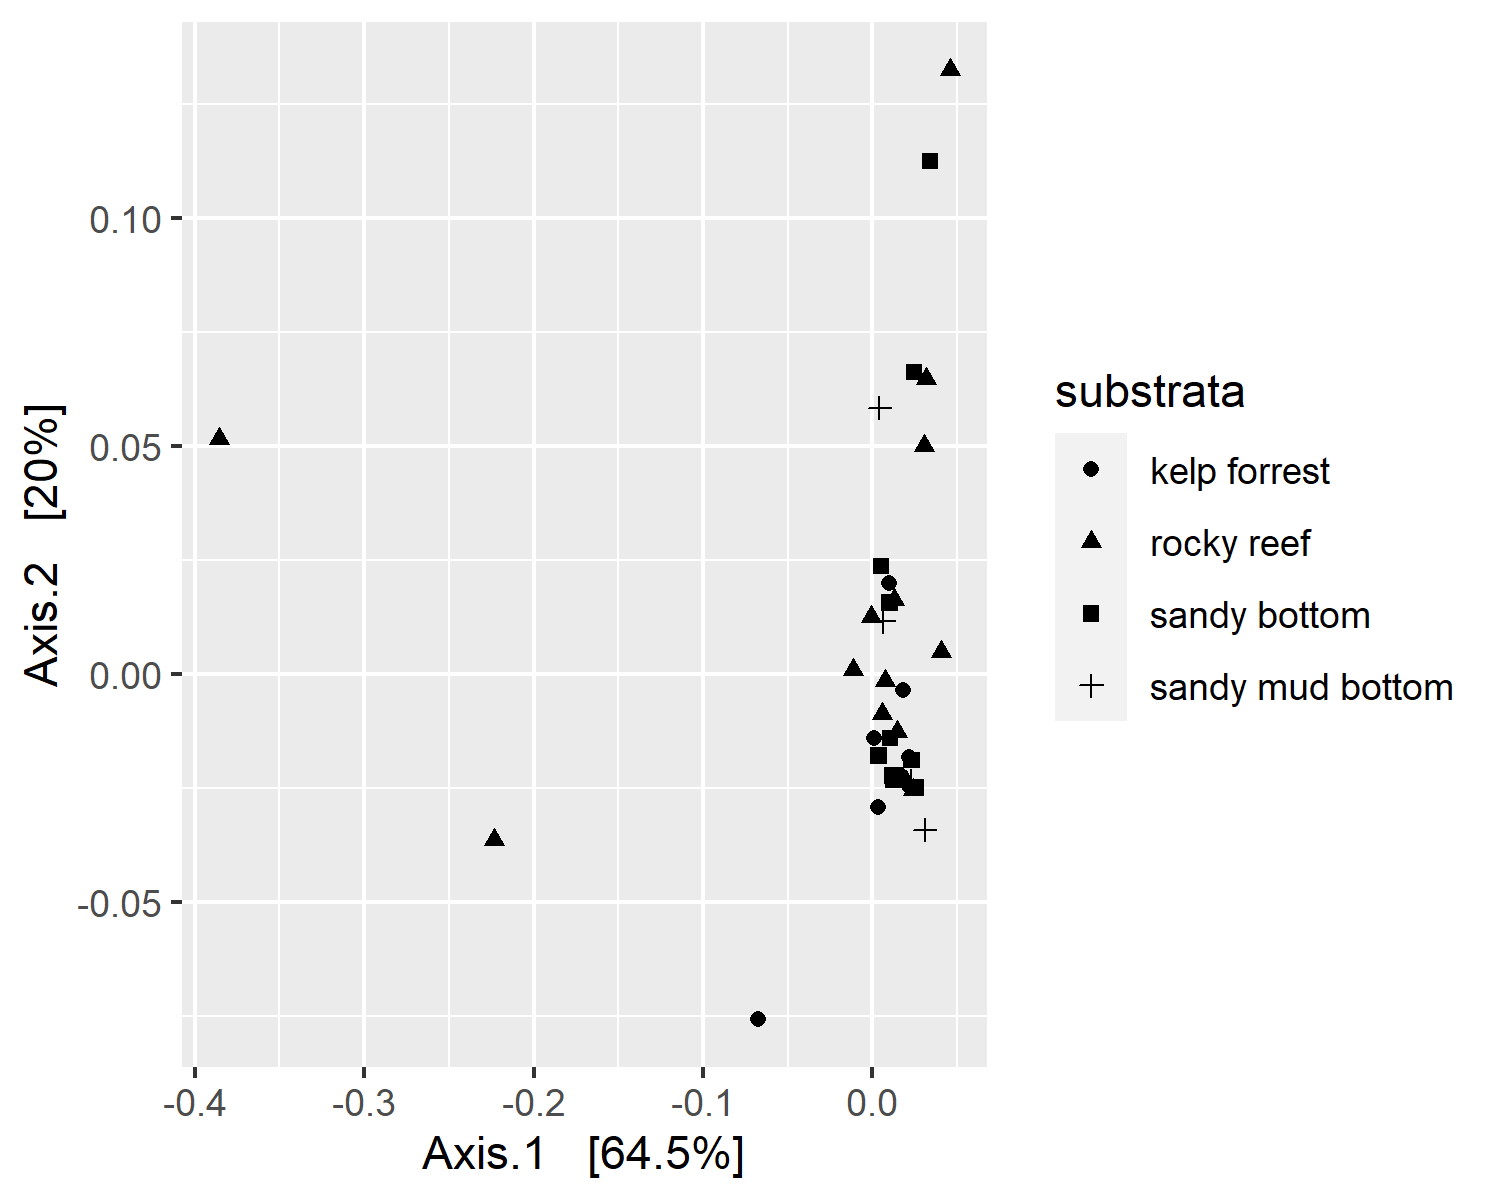 0.10
0.05
0.00
-0.05
Axis.2 [20%]
-0.4 -0.3 -0.2 -0.1 0.0
Axis.1 [64.5%]
substrata
kelp forrest
rocky reef
sandy bottom
sandy mud bottom